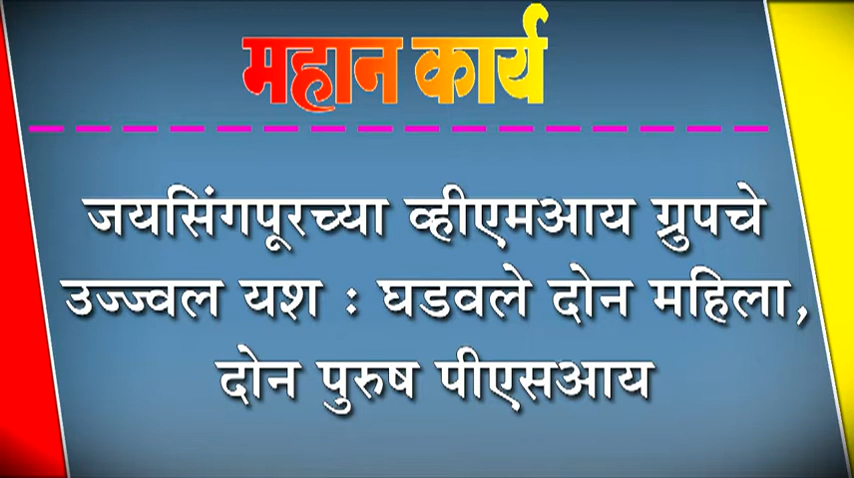 महान कार्य
जयसिंगपूरच्या व्हीएमआय ग्रुपचे
उज्ज्वल यश : घडवले दोन महिला,
दोन पुरुष पीएसआय